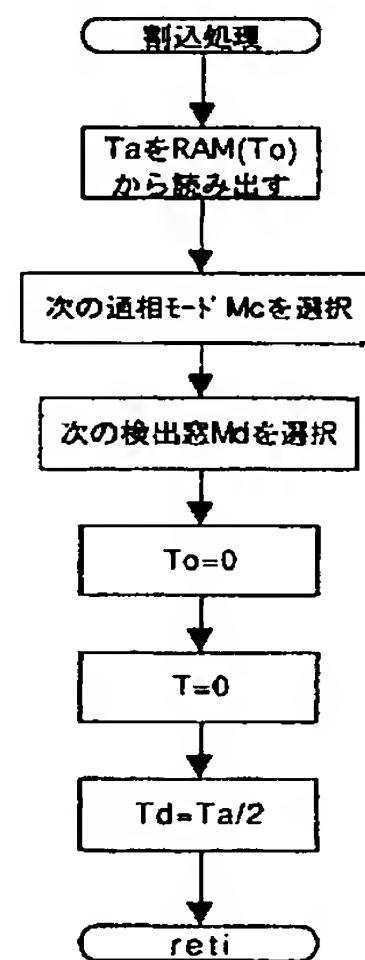 割込処理
TaをRAM(To)
から読み出す
次の通相モード Mcを選択
次の検出窓Mdを選択
To=0
T=0
Td=Ta/2
reti